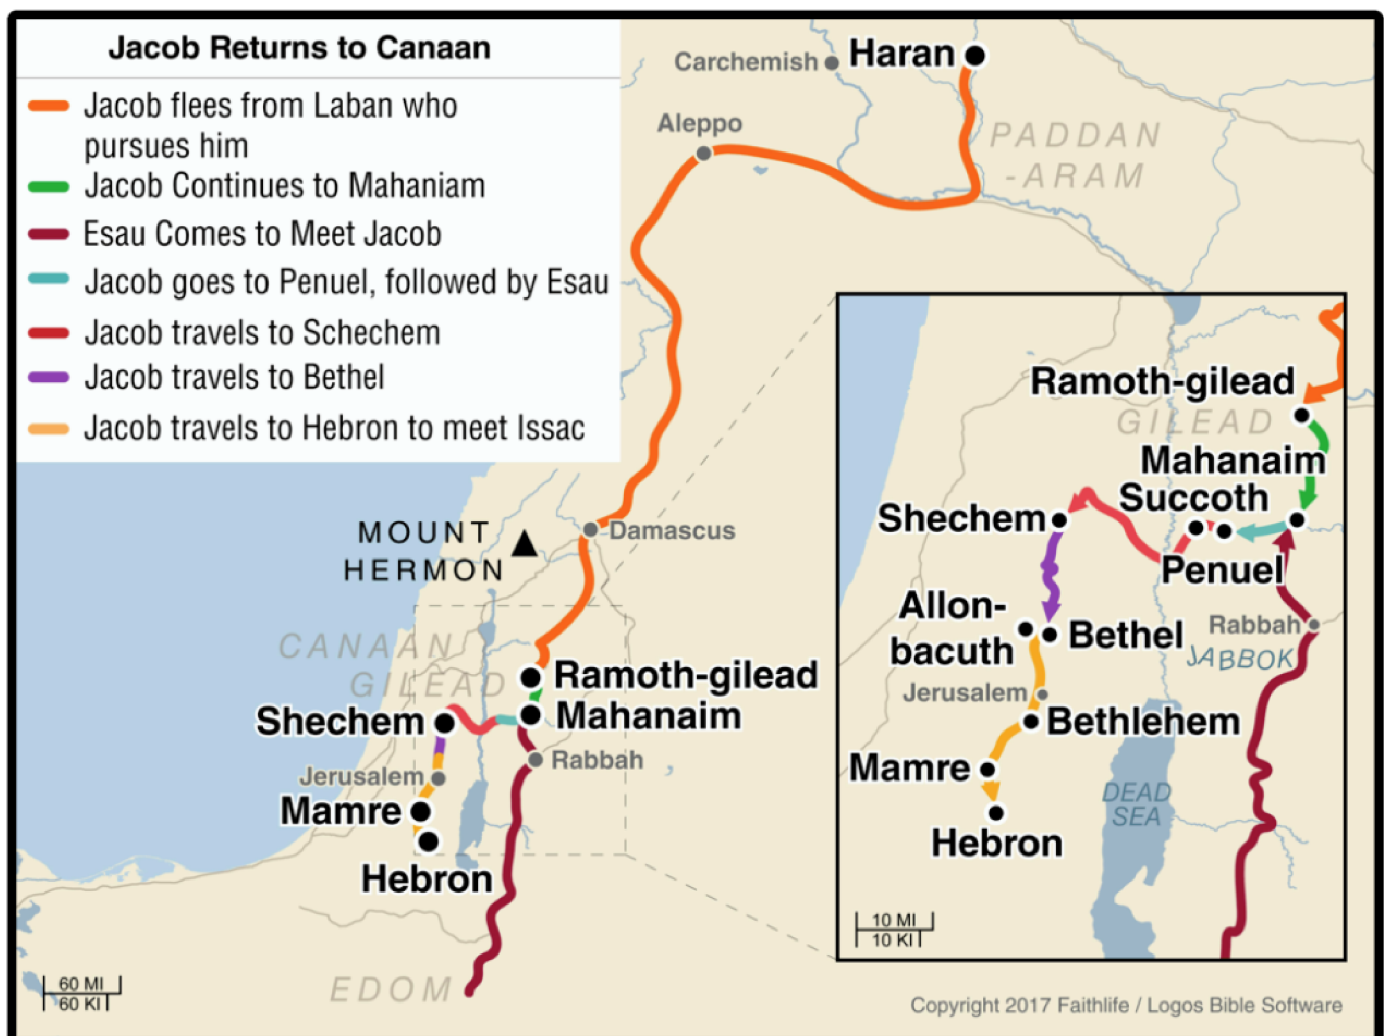 Jacob Returns to Canaan
Jacob flees from Laban who
pursues him
Jacob Continues to Mahaniam
Esau Comes to Meet Jacob
Jacob goes to Penuel, followed by Esau
Jacob travels to Schechem
Jacob travels to Bethel
Jacob travels to Hebron to meet Issac
Carchemish
Haran
Aleppo
PADDAN
-ARAM
Damascus
MOUNT
HERMON
CANAAN
GILEAD
Ramoth-gilead
Mahanaim
Shechem
Rabbah
Jerusalem
Mamre
Hebron
EDOM
60 MI
60 KI
Ramoth-gilead
GILEAD
Mahanaim
Succoth
Shechem
Penuel
Allon-
bacuth
Bethel
Rabbah
JABBOK
Jerusalem
Bethlehem
Mamre
DEAD
SEA
Hebron
10 MI
10 KI
Copyright 2017 Faithlife / Logos Bible Software